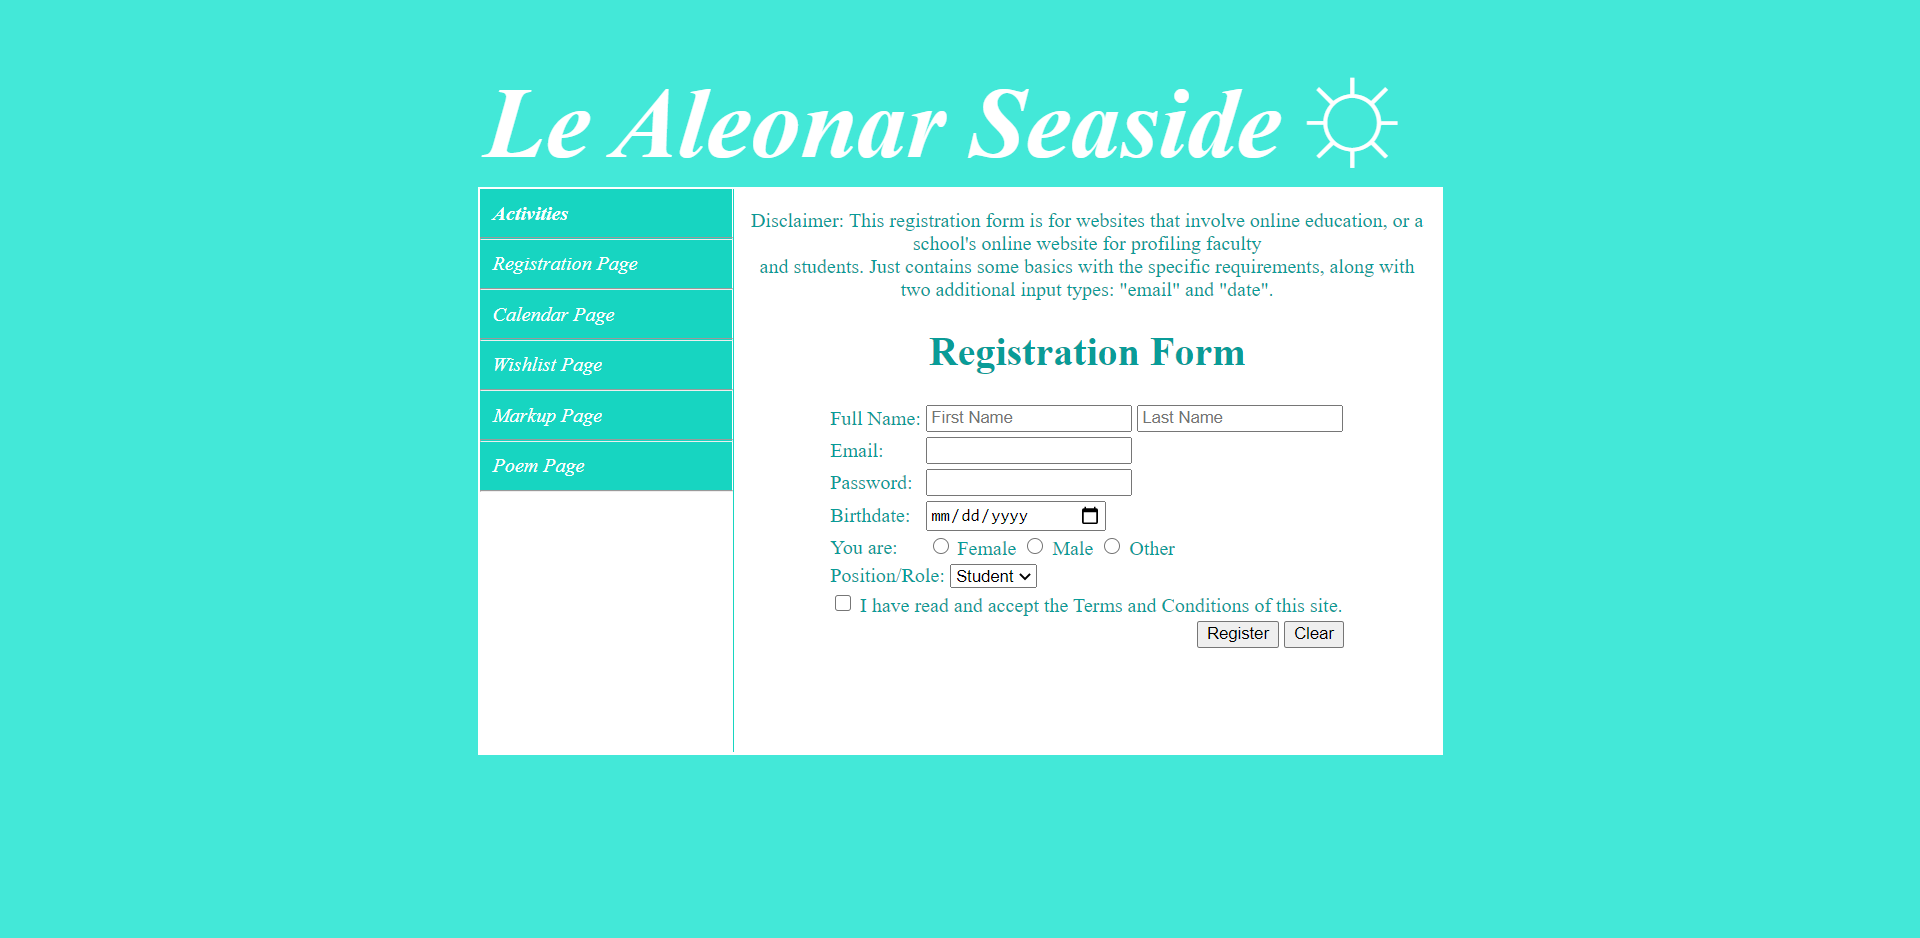 Le Aleonar Seaside
Activities
Registration Page
Calendar Page
Wishlist Page
Markup Page
Poem Page
Disclaimer: This registration form is for websites that involve online education, or a
school's online website for profiling faculty
and students. Just contains some basics with the specific requirements, along with
two additional input types: "email" and "date".
Registration Form
Full Name: First Name Last Name
Email:
Password:
Birthdate: mm/dd/yyyy
You are: Female Male Other
Position/Role: Student
I have read and accept the Terms and Conditions of this site.
Register Clear